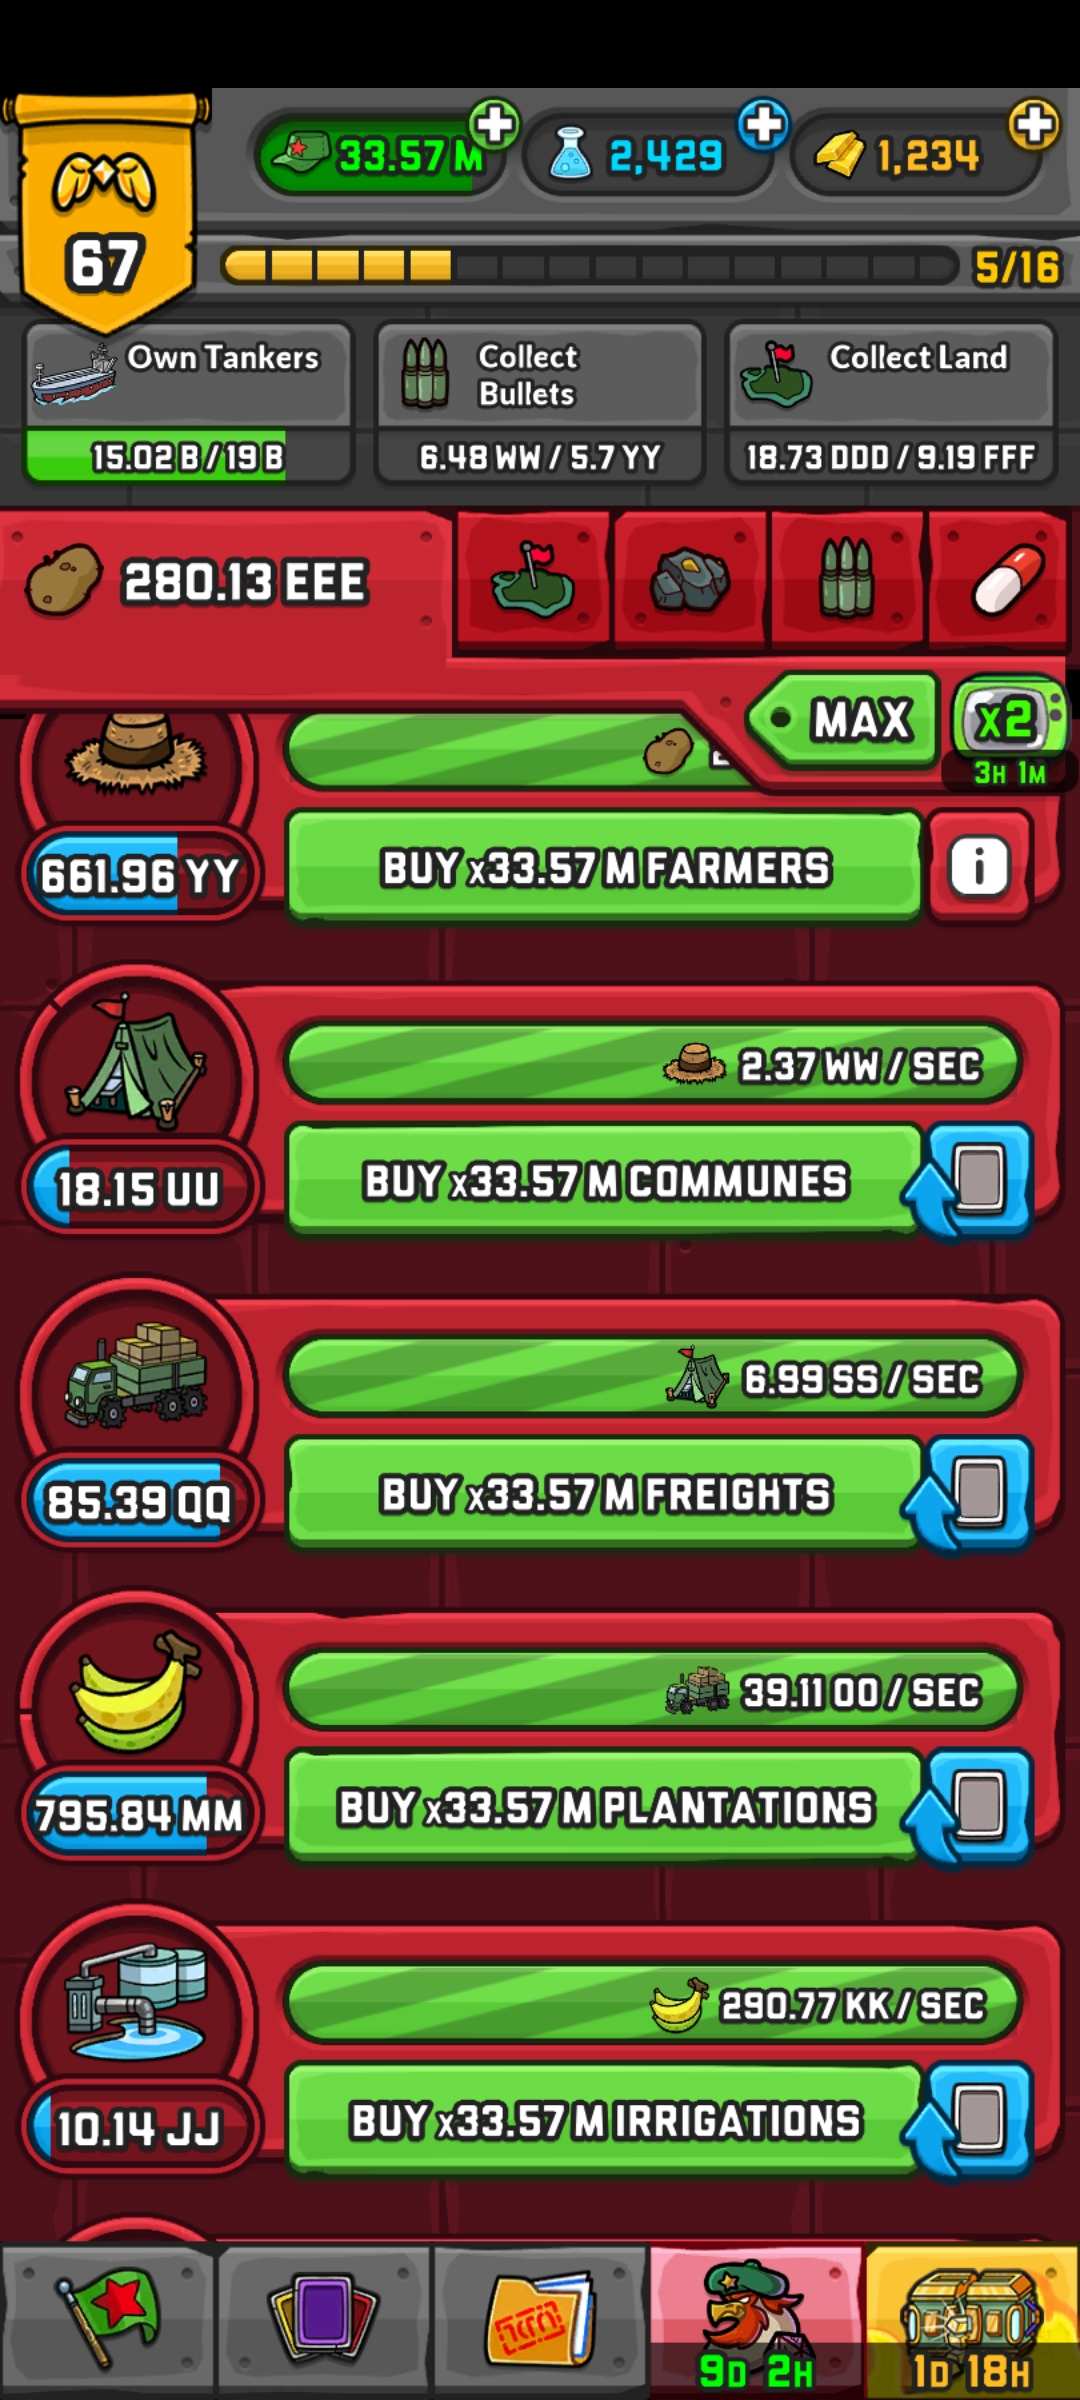 33.57 M
2,429
1,234
67
5/16
Own Tankers
15.02 B / 19 B
Collect
Bullets
6.48 WW / 5.7 YY
Collect Land
18.73 DDD / 9.19 FFF
280.13 EEE
MAX
x2
3H 1M
661.96 YY
BUY x33.57 M FARMERS
i
2.37 WW / SEC
18.15 UU
BUY x33.57 M COMMUNES
6.99 SS / SEC
85.39 QQ
BUY x33.57 M FREIGHTS
39.11 OO / SEC
795.84 MM
BUY x33.57 M PLANTATIONS
290.77 KK / SEC
10.14 JJ
BUY x33.57 M IRRIGATIONS
9D 2H
1D 18H